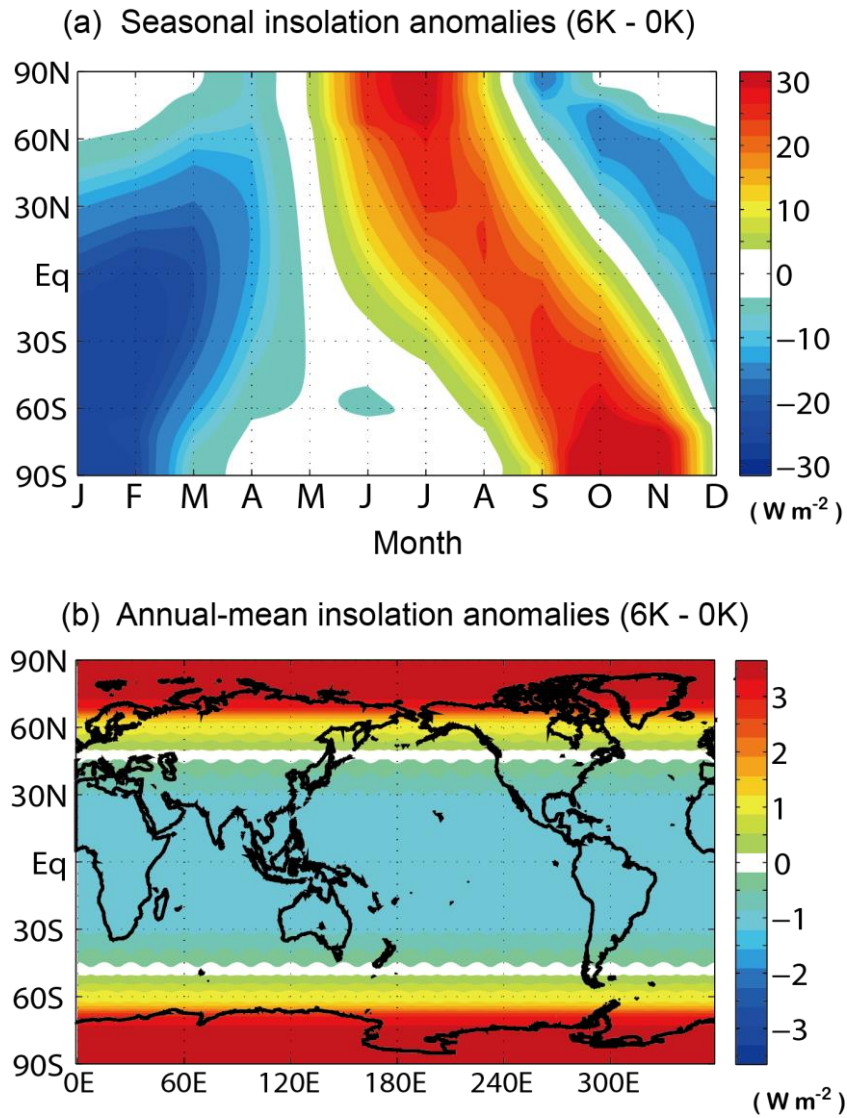 (a) Seasonal insolation anomalies (6K - 0K)
90N
60N
30N
Eq
30S
60S
90S
J F M A M J J A S O N D
Month
30
20
10
0
−10
−20
−30
( W m-2 )
(b) Annual-mean insolation anomalies (6K - 0K)
90N
60N
30N
Eq
30S
60S
90S
0E 60E 120E 180E 240E 300E
3
2
1
0
−1
−2
−3
( W m-2 )